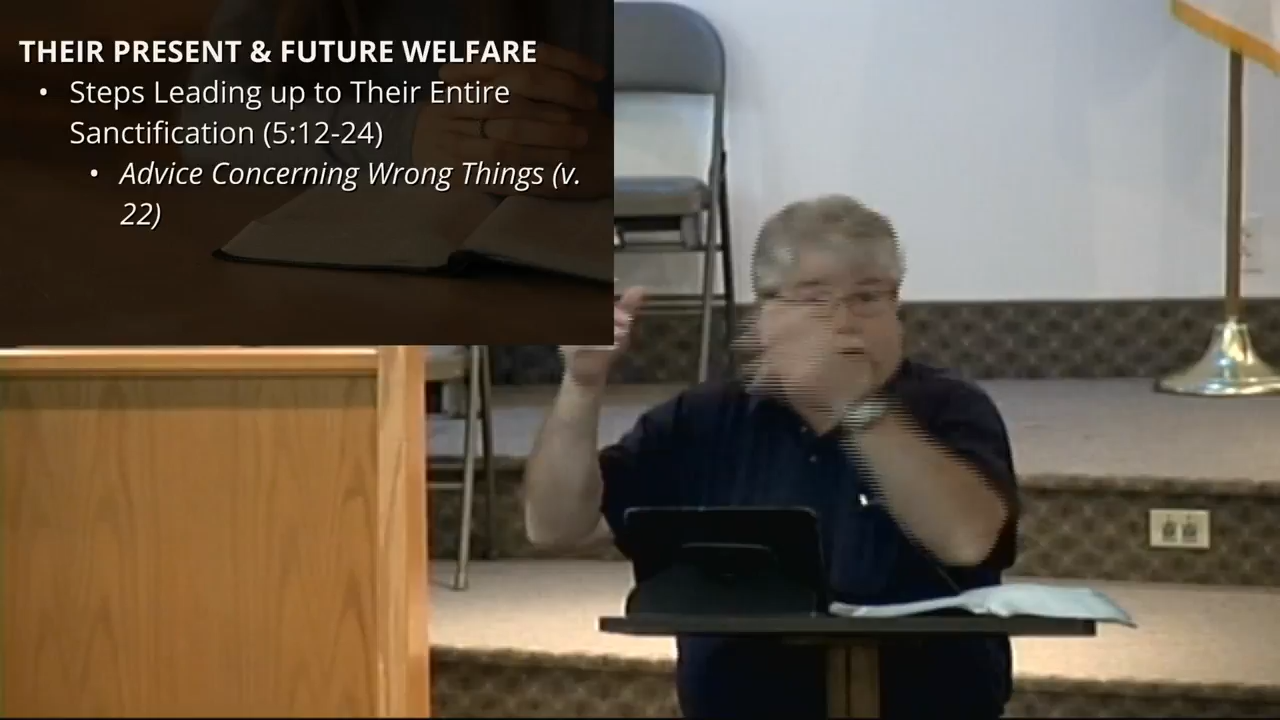 THEIR PRESENT & FUTURE WELFARE
• Steps Leading up to Their Entire
Sanctification (5:12-24)
• Advice Concerning Wrong Things (v.
22)